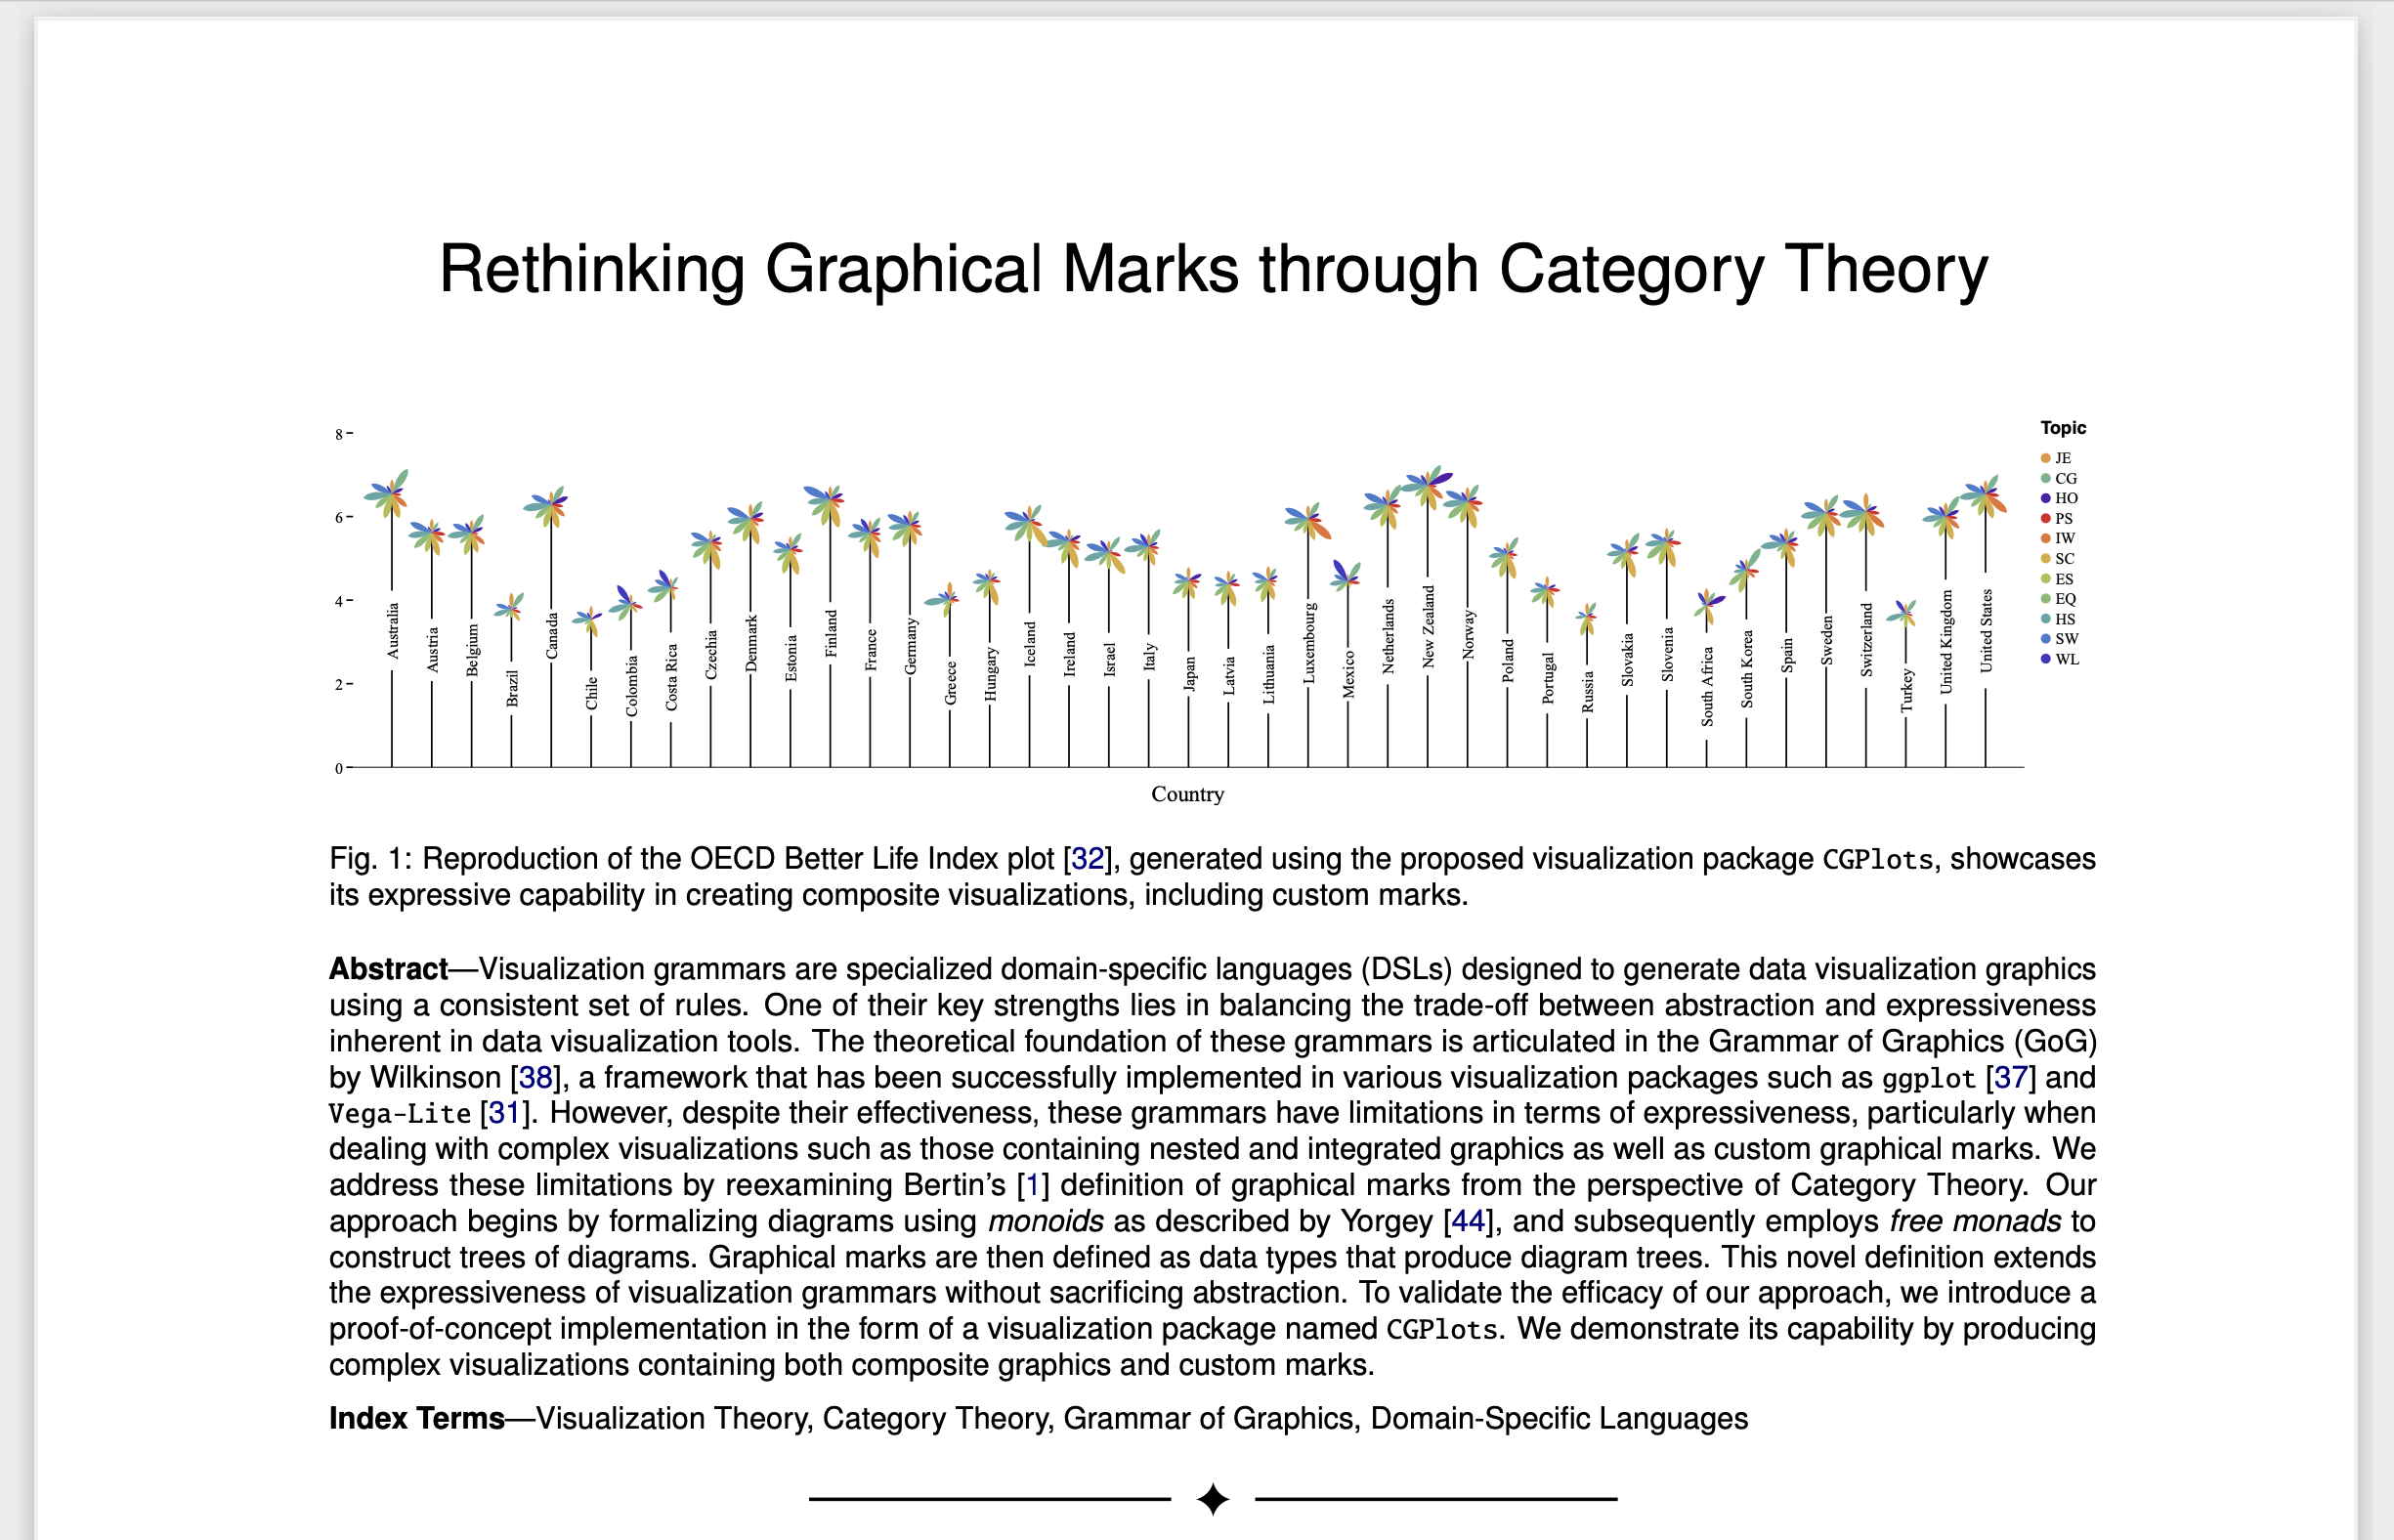 Rethinking Graphical Marks through Category Theory
8
6
4
2
0
Australia
Austria
Belgium
Brazil
Canada
Chile
Colombia
Costa Rica
Czechia
Denmark
Estonia
Finland
France
Germany
Greece
Hungary
Iceland
Ireland
Israel
Italy
Japan
Latvia
Lithuania
Luxembourg
Mexico
Netherlands
New Zealand
Norway
Poland
Portugal
Russia
Slovakia
Slovenia
South Africa
South Korea
Spain
Sweden
Switzerland
Turkey
United Kingdom
United States
Country
Topic
JE
CG
HO
PS
IW
SC
ES
EQ
HS
SW
WL
Fig. 1: Reproduction of the OECD Better Life Index plot [32], generated using the proposed visualization package CGPlots, showcases
its expressive capability in creating composite visualizations, including custom marks.
Abstract—Visualization grammars are specialized domain-specific languages (DSLs) designed to generate data visualization graphics
using a consistent set of rules. One of their key strengths lies in balancing the trade-off between abstraction and expressiveness
inherent in data visualization tools. The theoretical foundation of these grammars is articulated in the Grammar of Graphics (GoG)
by Wilkinson [38], a framework that has been successfully implemented in various visualization packages such as ggplot [37] and
Vega-Lite [31]. However, despite their effectiveness, these grammars have limitations in terms of expressiveness, particularly when
dealing with complex visualizations such as those containing nested and integrated graphics as well as custom graphical marks. We
address these limitations by reexamining Bertin’s [1] definition of graphical marks from the perspective of Category Theory. Our
approach begins by formalizing diagrams using monoids as described by Yorgey [44], and subsequently employs free monads to
construct trees of diagrams. Graphical marks are then defined as data types that produce diagram trees. This novel definition extends
the expressiveness of visualization grammars without sacrificing abstraction. To validate the efficacy of our approach, we introduce a
proof-of-concept implementation in the form of a visualization package named CGPlots. We demonstrate its capability by producing
complex visualizations containing both composite graphics and custom marks.
Index Terms—Visualization Theory, Category Theory, Grammar of Graphics, Domain-Specific Languages